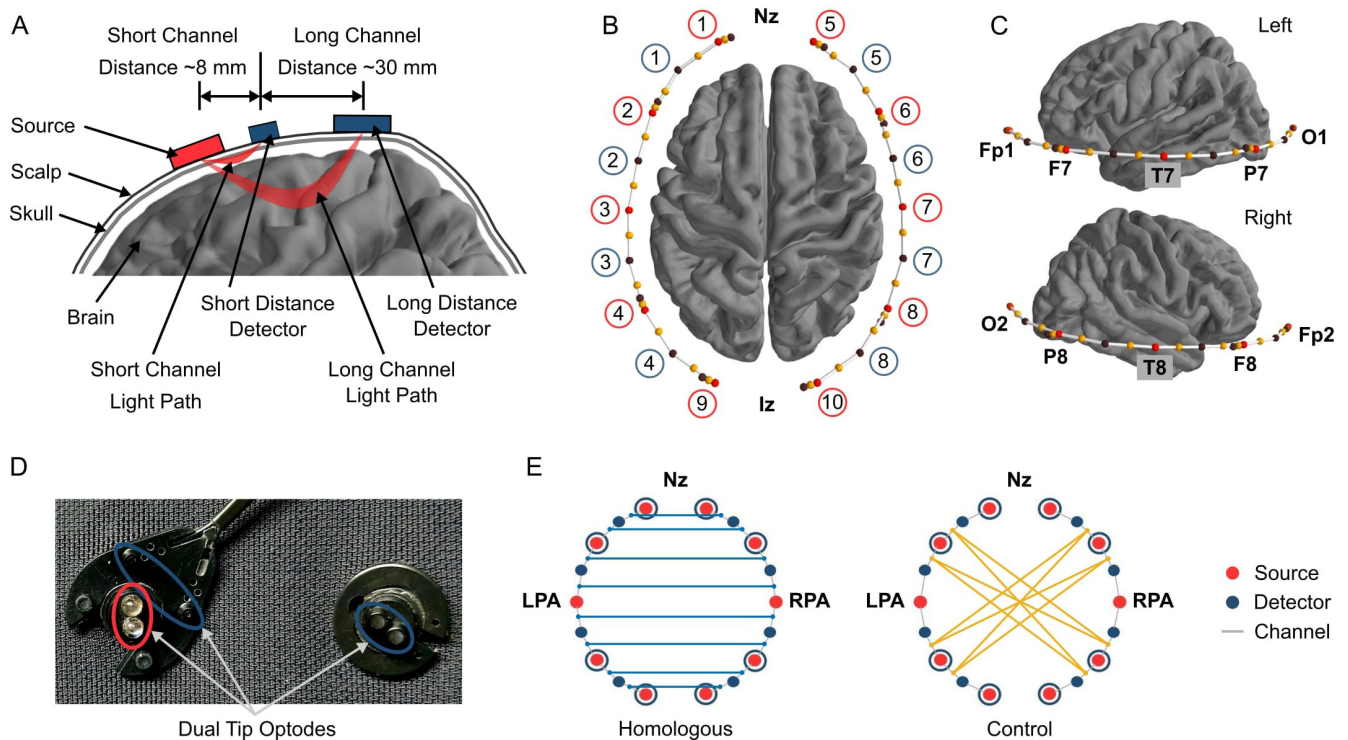 A
Short Channel
Distance ~8 mm
Long Channel
Distance ~30 mm
Source
Scalp
Skull
Brain
Short Distance
Detector
Long Distance
Detector
Short Channel
Light Path
Long Channel
Light Path
B
Nz
1
5
1
5
2
6
2
6
3
7
3
7
4
8
4
8
9
10
Iz
C
Left
Fp1
F7
T7
P7
O1
Right
O2
P8
T8
F8
Fp2
D
Dual Tip Optodes
E
Nz
LPA
RPA
Homologous
Nz
LPA
RPA
Control
Source
Detector
Channel